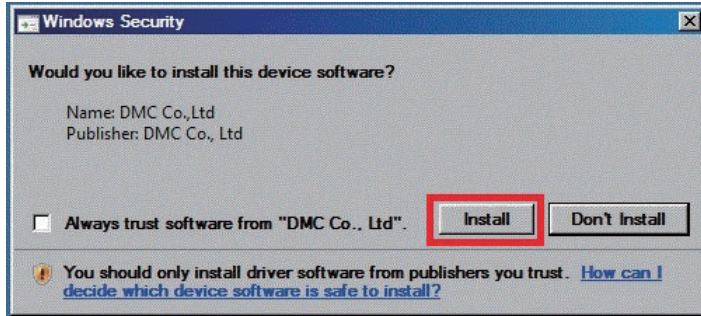 Windows Security
Would you like to install this device software?
Name: DMC Co.,Ltd
Publisher: DMC Co., Ltd
Always trust software from "DMC Co., Ltd".
Install
Don't Install
You should only install driver software from publishers you trust. How can I
decide which device software is safe to install?